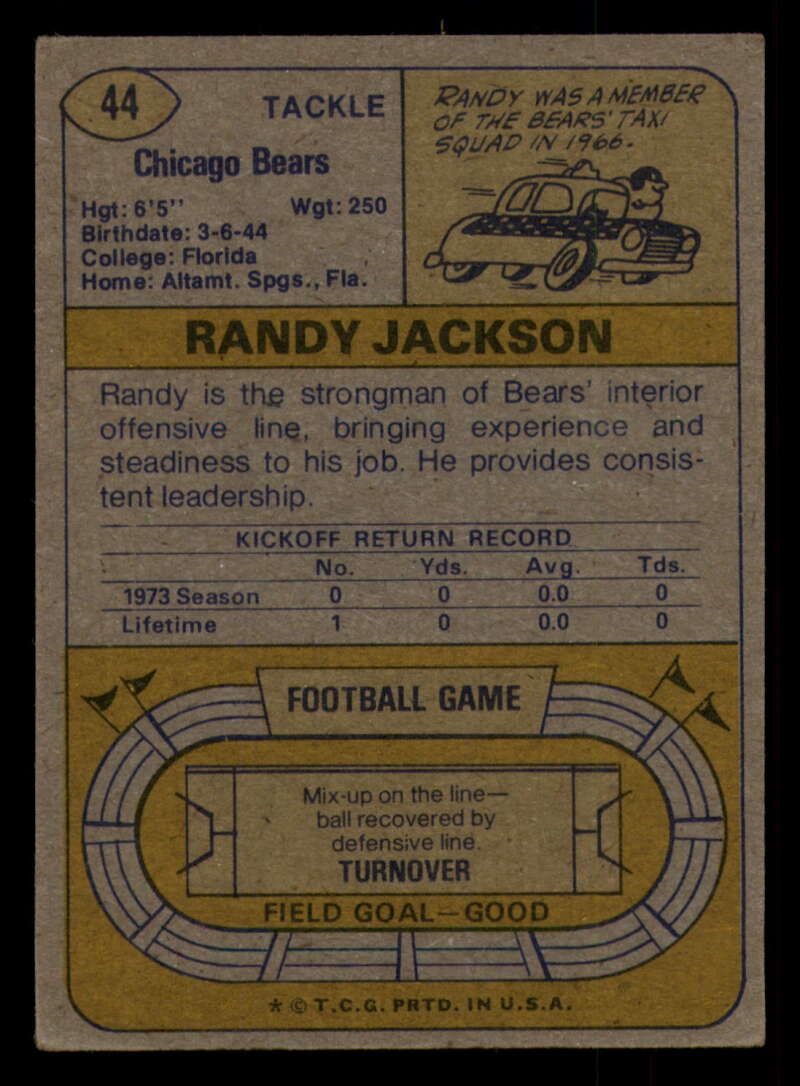 44
TACKLE
Chicago Bears
Hgt: 6'5" Wgt: 250
Birthdate: 3-6-44
College: Florida
Home: Altamt. Spgs., Fla.
RANDY WAS A MEMBER
OF THE BEARS' TAXI
SQUAD IN 1966.
RANDY JACKSON
Randy is the strongman of Bears' interior
offensive line, bringing experience and
steadiness to his job. He provides consis-
tent leadership.
KICKOFF RETURN RECORD
No. Yds. Avg. Tds.
1973 Season 0 0 0.0 0
Lifetime 1 0 0.0 0
FOOTBALL GAME
Mix-up on the line—
ball recovered by
defensive line.
TURNOVER
FIELD GOAL—GOOD
* © T.C.G. PRTD. IN U.S.A.